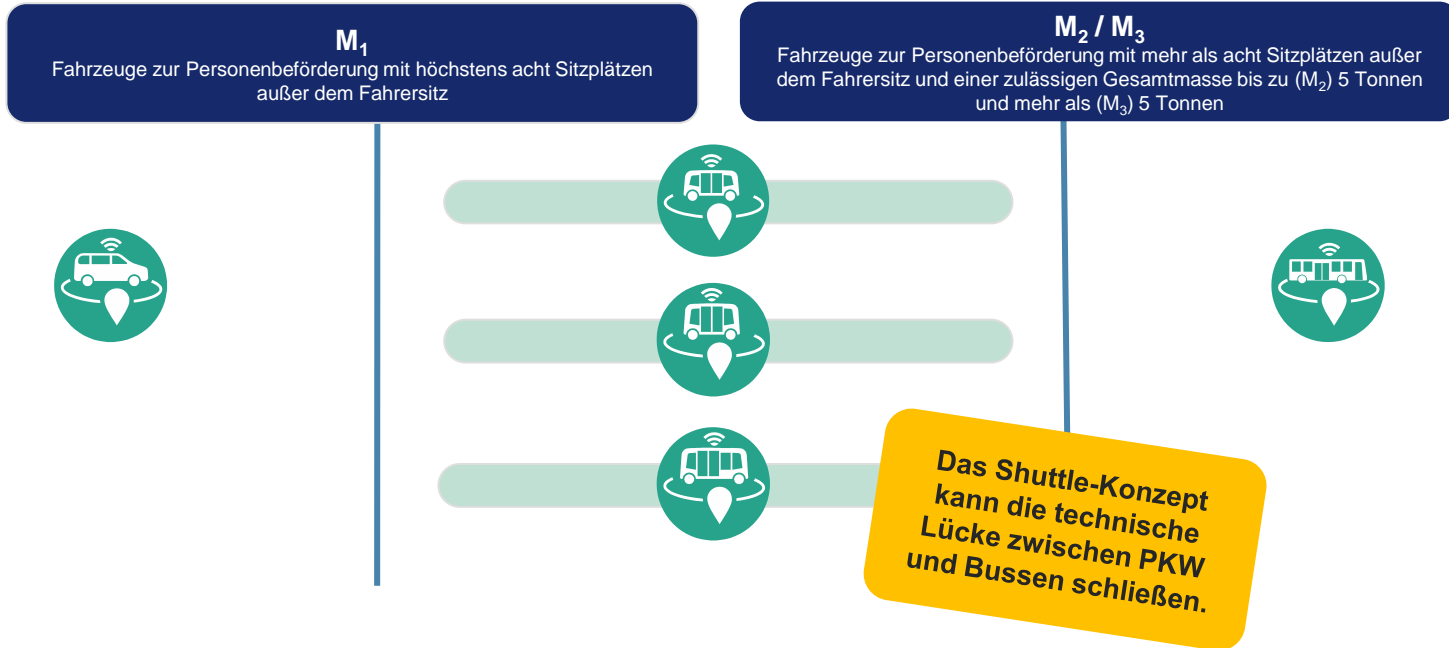 M₁
Fahrzeuge zur Personenbeförderung mit höchstens acht Sitzplätzen
außer dem Fahrersitz
M₂ / M₃
Fahrzeuge zur Personenbeförderung mit mehr als acht Sitzplätzen außer
dem Fahrersitz und einer zulässigen Gesamtmasse bis zu (M₂) 5 Tonnen
und mehr als (M₃) 5 Tonnen
Das Shuttle-Konzept
kann die technische
Lücke zwischen PKW
und Bussen schließen.